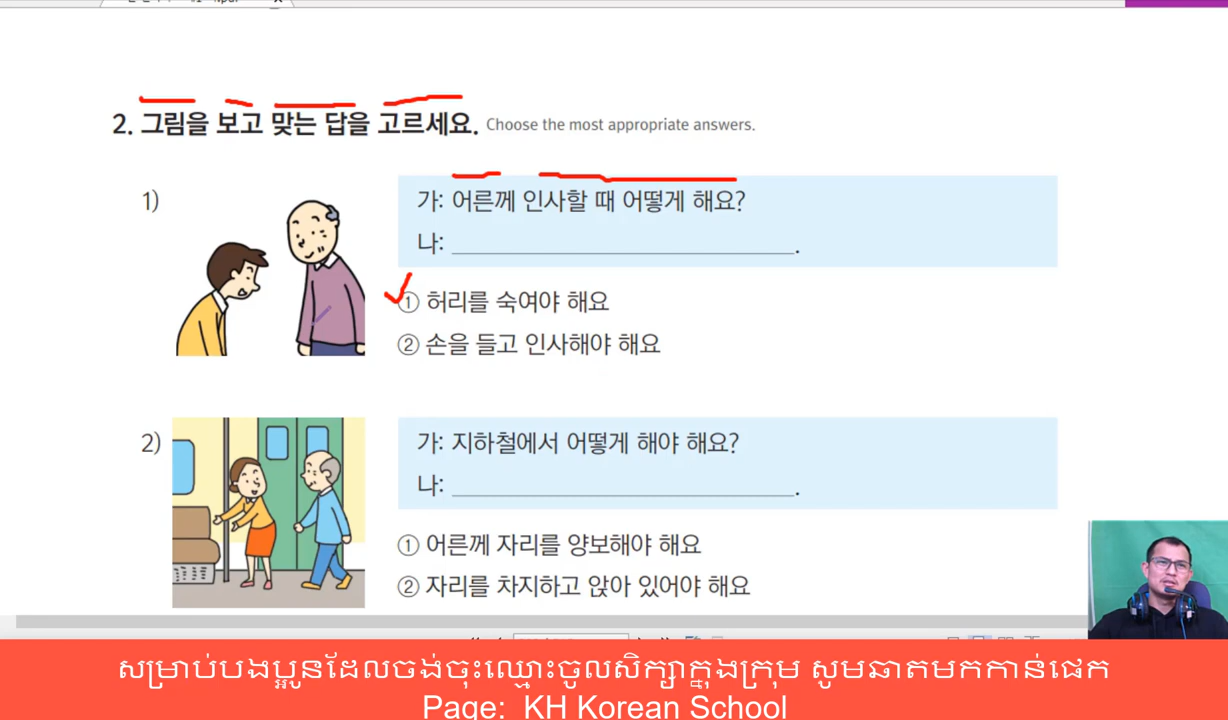 2. 그림을 보고 맞는 답을 고르세요. Choose the most appropriate answers.
1)
가: 어른께 인사할 때 어떻게 해요?
나: ____________________.
① 허리를 숙여야 해요
② 손을 들고 인사해야 해요
2)
가: 지하철에서 어떻게 해야 해요?
나: ____________________.
① 어른께 자리를 양보해야 해요
② 자리를 차지하고 앉아 있어야 해요
សម្រាប់បងប្អូនដែលចង់ចុះឈ្មោះចូលសិក្សាក្នុងក្រុម សូមឆាតមកកាន់ផេក
Page: KH Korean School